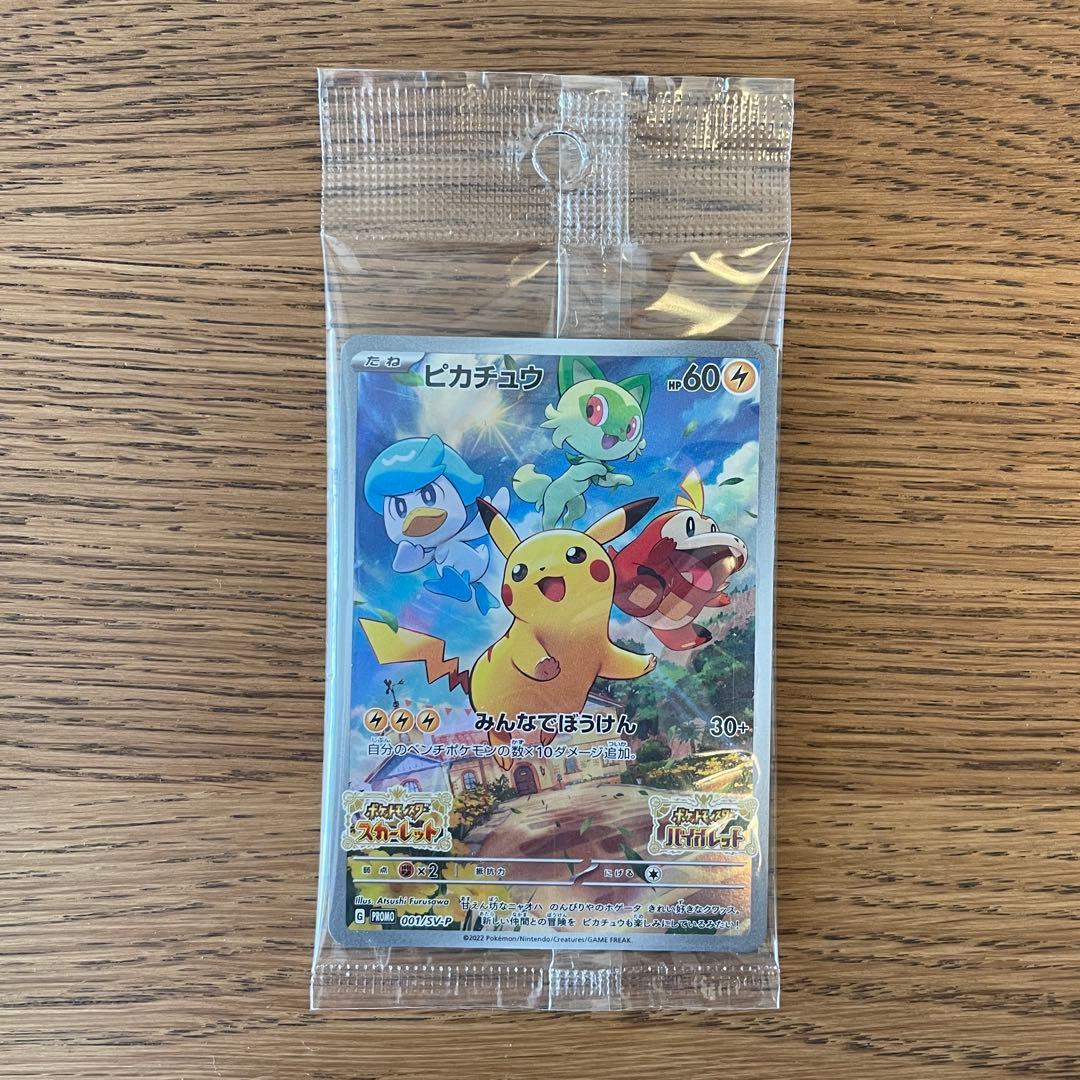 たね ピカチュウ HP60
みんなでぼうけん 30+
自分のベンチポケモンの数×10ダメージ追加。
ポケットモンスター スカーレット
ポケットモンスター バイオレット
弱点 ×2 抵抗力 にげる
Illus. Atsushi Furusawa
G PROMO 001/SV-P
甘えん坊なニャオハ のんびりやのホゲータ きれい好きなクワッス。
新しい仲間との冒険を ピカチュウも楽しみにしているみたい!
©2022 Pokémon/Nintendo/Creatures/GAME FREAK.